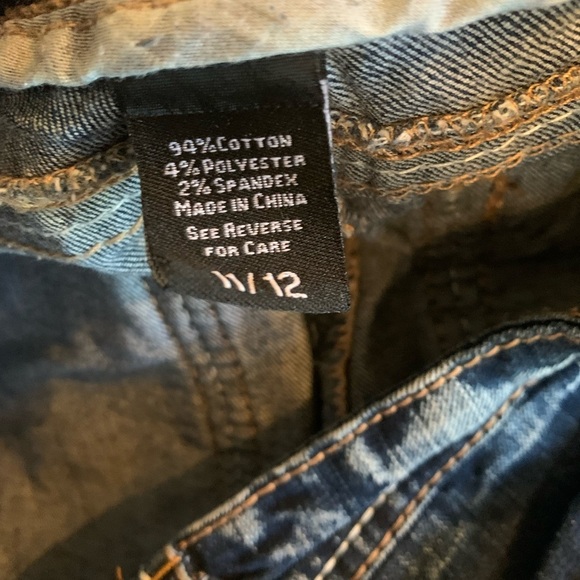 94%COTTON
4%POLYESTER
2%SPANDEX
MADE IN CHINA
SEE REVERSE
FOR CARE
11/12